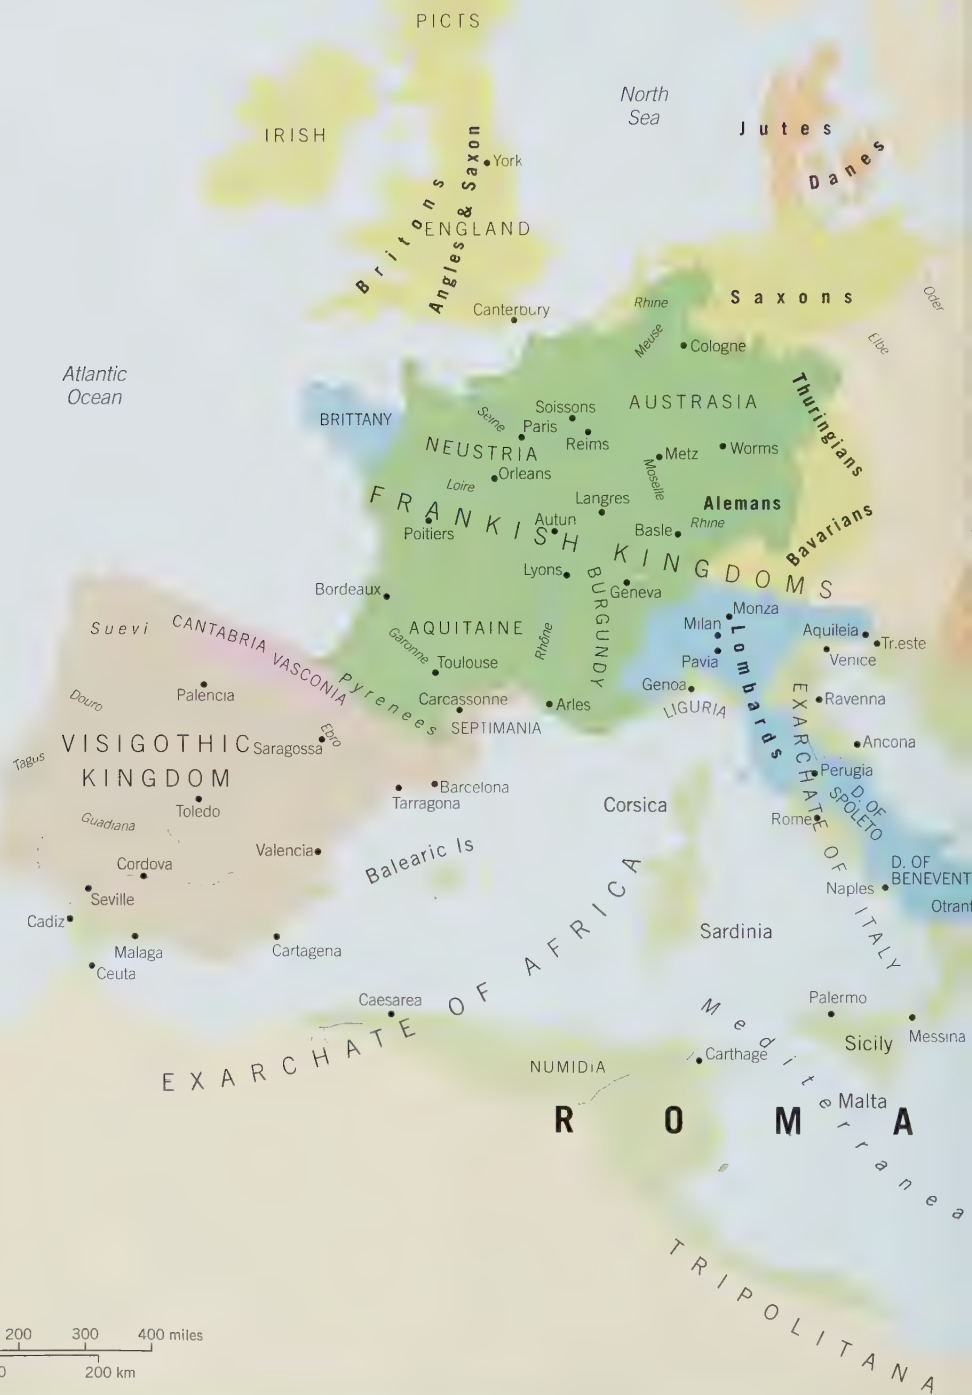 PICTS
North
Sea
IRISH
Jutes
Danes
York
Britons
Angles & Saxon
ENGLAND
Canterbury
Rhine
Saxons
Oder
Meuse
Cologne
Elbe
Atlantic
Ocean
BRITTANY
Seine
Soissons
Paris
Reims
AUSTRASIA
Thuringians
NEUSTRIA
Metz
Worms
Orleans
Loire
Moselle
FRANKISH KINGDOMS
Langres
Alemans
Poitiers
Autun
Basle
Rhine
Bavarians
Lyons
BURGUNDY
Geneva
Bordeaux
Monza
Suevi
CANTABRIA
VASCONIA
AQUITAINE
Garonne
Rhône
Milan
Lombards
Aquileia
Tr.este
Venice
Toulouse
Pavia
Pyrenees
Palencia
Douro
Carcassonne
SEPTIMANIA
Arles
Genoa
LIGURIA
EXARCHATE OF ITALY
Ravenna
Ebro
VISIGOTHIC
KINGDOM
Saragossa
Ancona
Tagus
Perugia
Barcelona
Tarragona
Toledo
Corsica
D. OF
SPOLETO
Rome
Guadiana
Valencia
Balearic Is
Cordova
D. OF
BENEVENT
Naples
Seville
Otrant
Cadiz
Malaga
Cartagena
Sardinia
Ceuta
EXARCHATE OF AFRICA
Caesarea
Palermo
Mediterranea
Messina
Sicily
NUMIDIA
Carthage
Malta
ROMA
TRIPOLITANA
200 300 400 miles
0 200 km